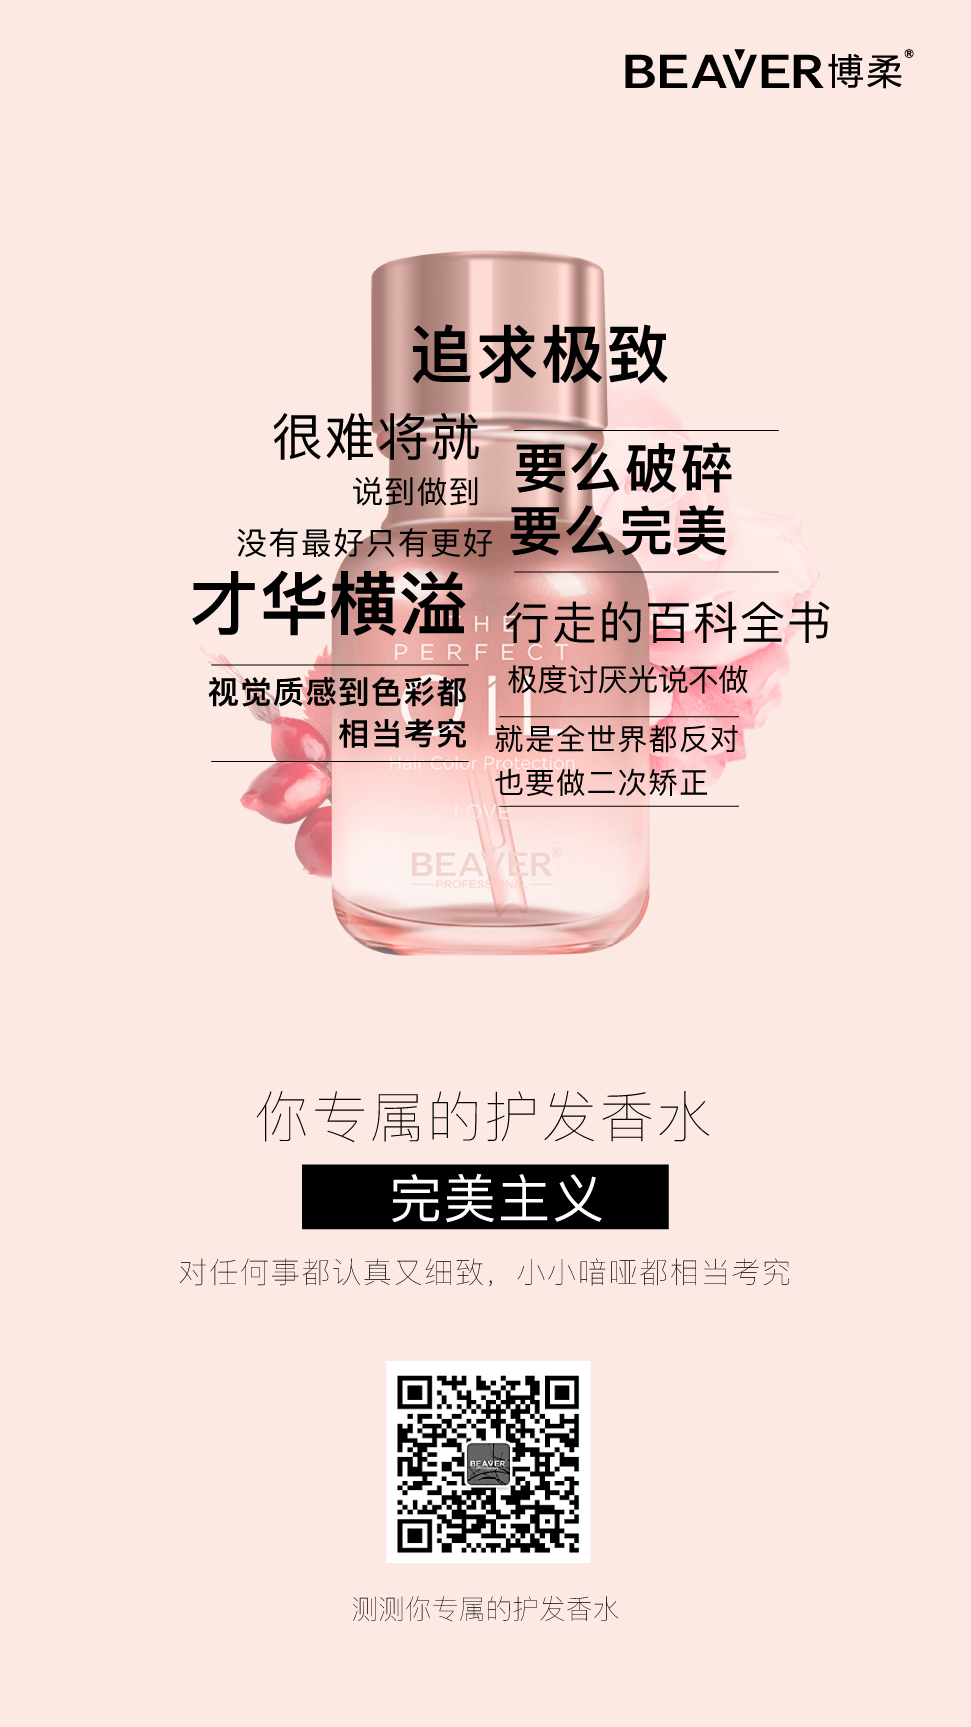 BEAVER博柔®
追求极致
很难将就
说到做到
没有最好只有更好
才华横溢
视觉质感到色彩都
相当考究
要么破碎
要么完美
行走的百科全书
极度讨厌光说不做
就是全世界都反对
也要做二次矫正
THE
PERFECT
OIL
Hair Color Protection
LOVE
BEAVER®
PROFESSIONAL
你专属的护发香水
完美主义
对任何事都认真又细致，小小喑哑都相当考究
BEAVER
测测你专属的护发香水